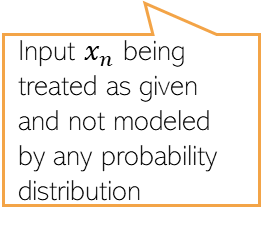 Input xₙ being
treated as given
and not modeled
by any probability
distribution